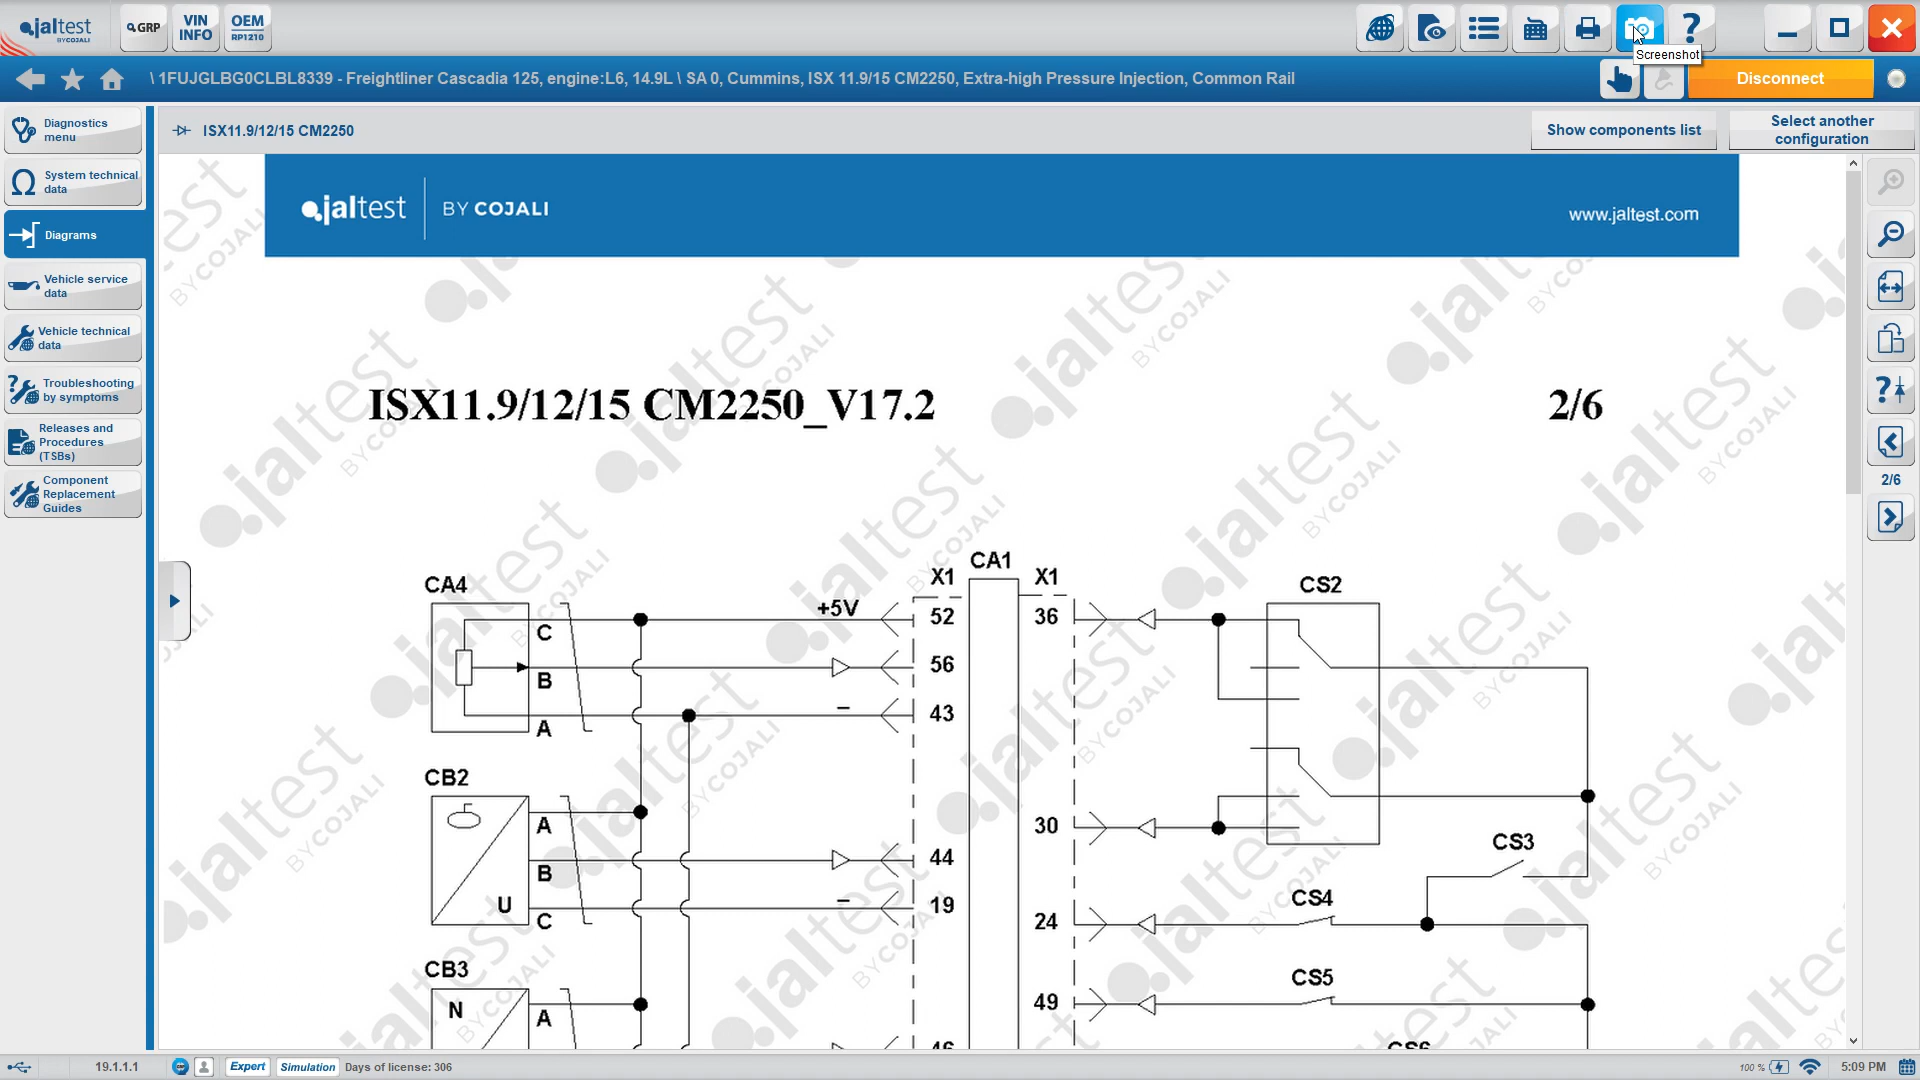 jaltest
BY COJALI
GRP
VIN
INFO
OEM
RP1210
?
Screenshot
\ 1FUJGLBG0CLBL8339 - Freightliner Cascadia 125, engine:L6, 14.9L \ SA 0, Cummins, ISX 11.9/15 CM2250, Extra-high Pressure Injection, Common Rail
Disconnect
Diagnostics
menu
System technical
data
Diagrams
Vehicle service
data
Vehicle technical
data
Troubleshooting
by symptoms
Releases and
Procedures
(TSBs)
Component
Replacement
Guides
ISX11.9/12/15 CM2250
Show components list
Select another
configuration
jaltest
BY COJALI
www.jaltest.com
ISX11.9/12/15 CM2250_V17.2
2/6
CA4
C
B
A
+5V
–
X1
52
56
43
CA1
X1
36
CS2
CB2
U
A
B
C
–
44
19
30
CS3
24
CS4
49
CS5
CB3
N
A
46
CS6
2/6
19.1.1.1
Expert
Simulation
Days of license: 306
100 %
5:09 PM